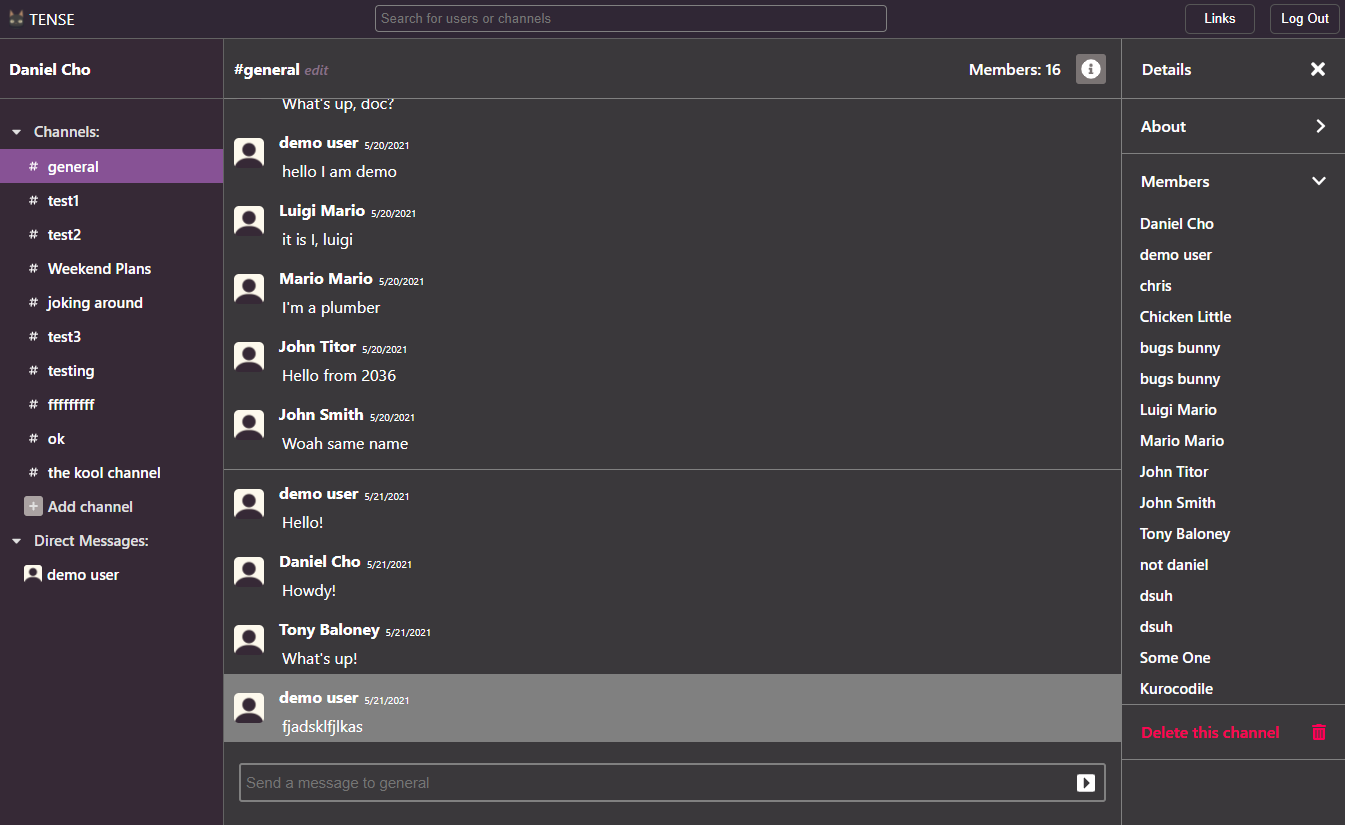 TENSE
Search for users or channels
Links
Log Out
Daniel Cho
Channels:
# general
# test1
# test2
# Weekend Plans
# joking around
# test3
# testing
# fffffffff
# ok
# the kool channel
+ Add channel
Direct Messages:
demo user
#general edit
Members: 16
What's up, doc?
demo user 5/20/2021
hello I am demo
Luigi Mario 5/20/2021
it is I, luigi
Mario Mario 5/20/2021
I'm a plumber
John Titor 5/20/2021
Hello from 2036
John Smith 5/20/2021
Woah same name
demo user 5/21/2021
Hello!
Daniel Cho 5/21/2021
Howdy!
Tony Baloney 5/21/2021
What's up!
demo user 5/21/2021
fjadsklfjlkas
Send a message to general
Details
About
Members
Daniel Cho
demo user
chris
Chicken Little
bugs bunny
bugs bunny
Luigi Mario
Mario Mario
John Titor
John Smith
Tony Baloney
not daniel
dsuh
dsuh
Some One
Kurocodile
Delete this channel